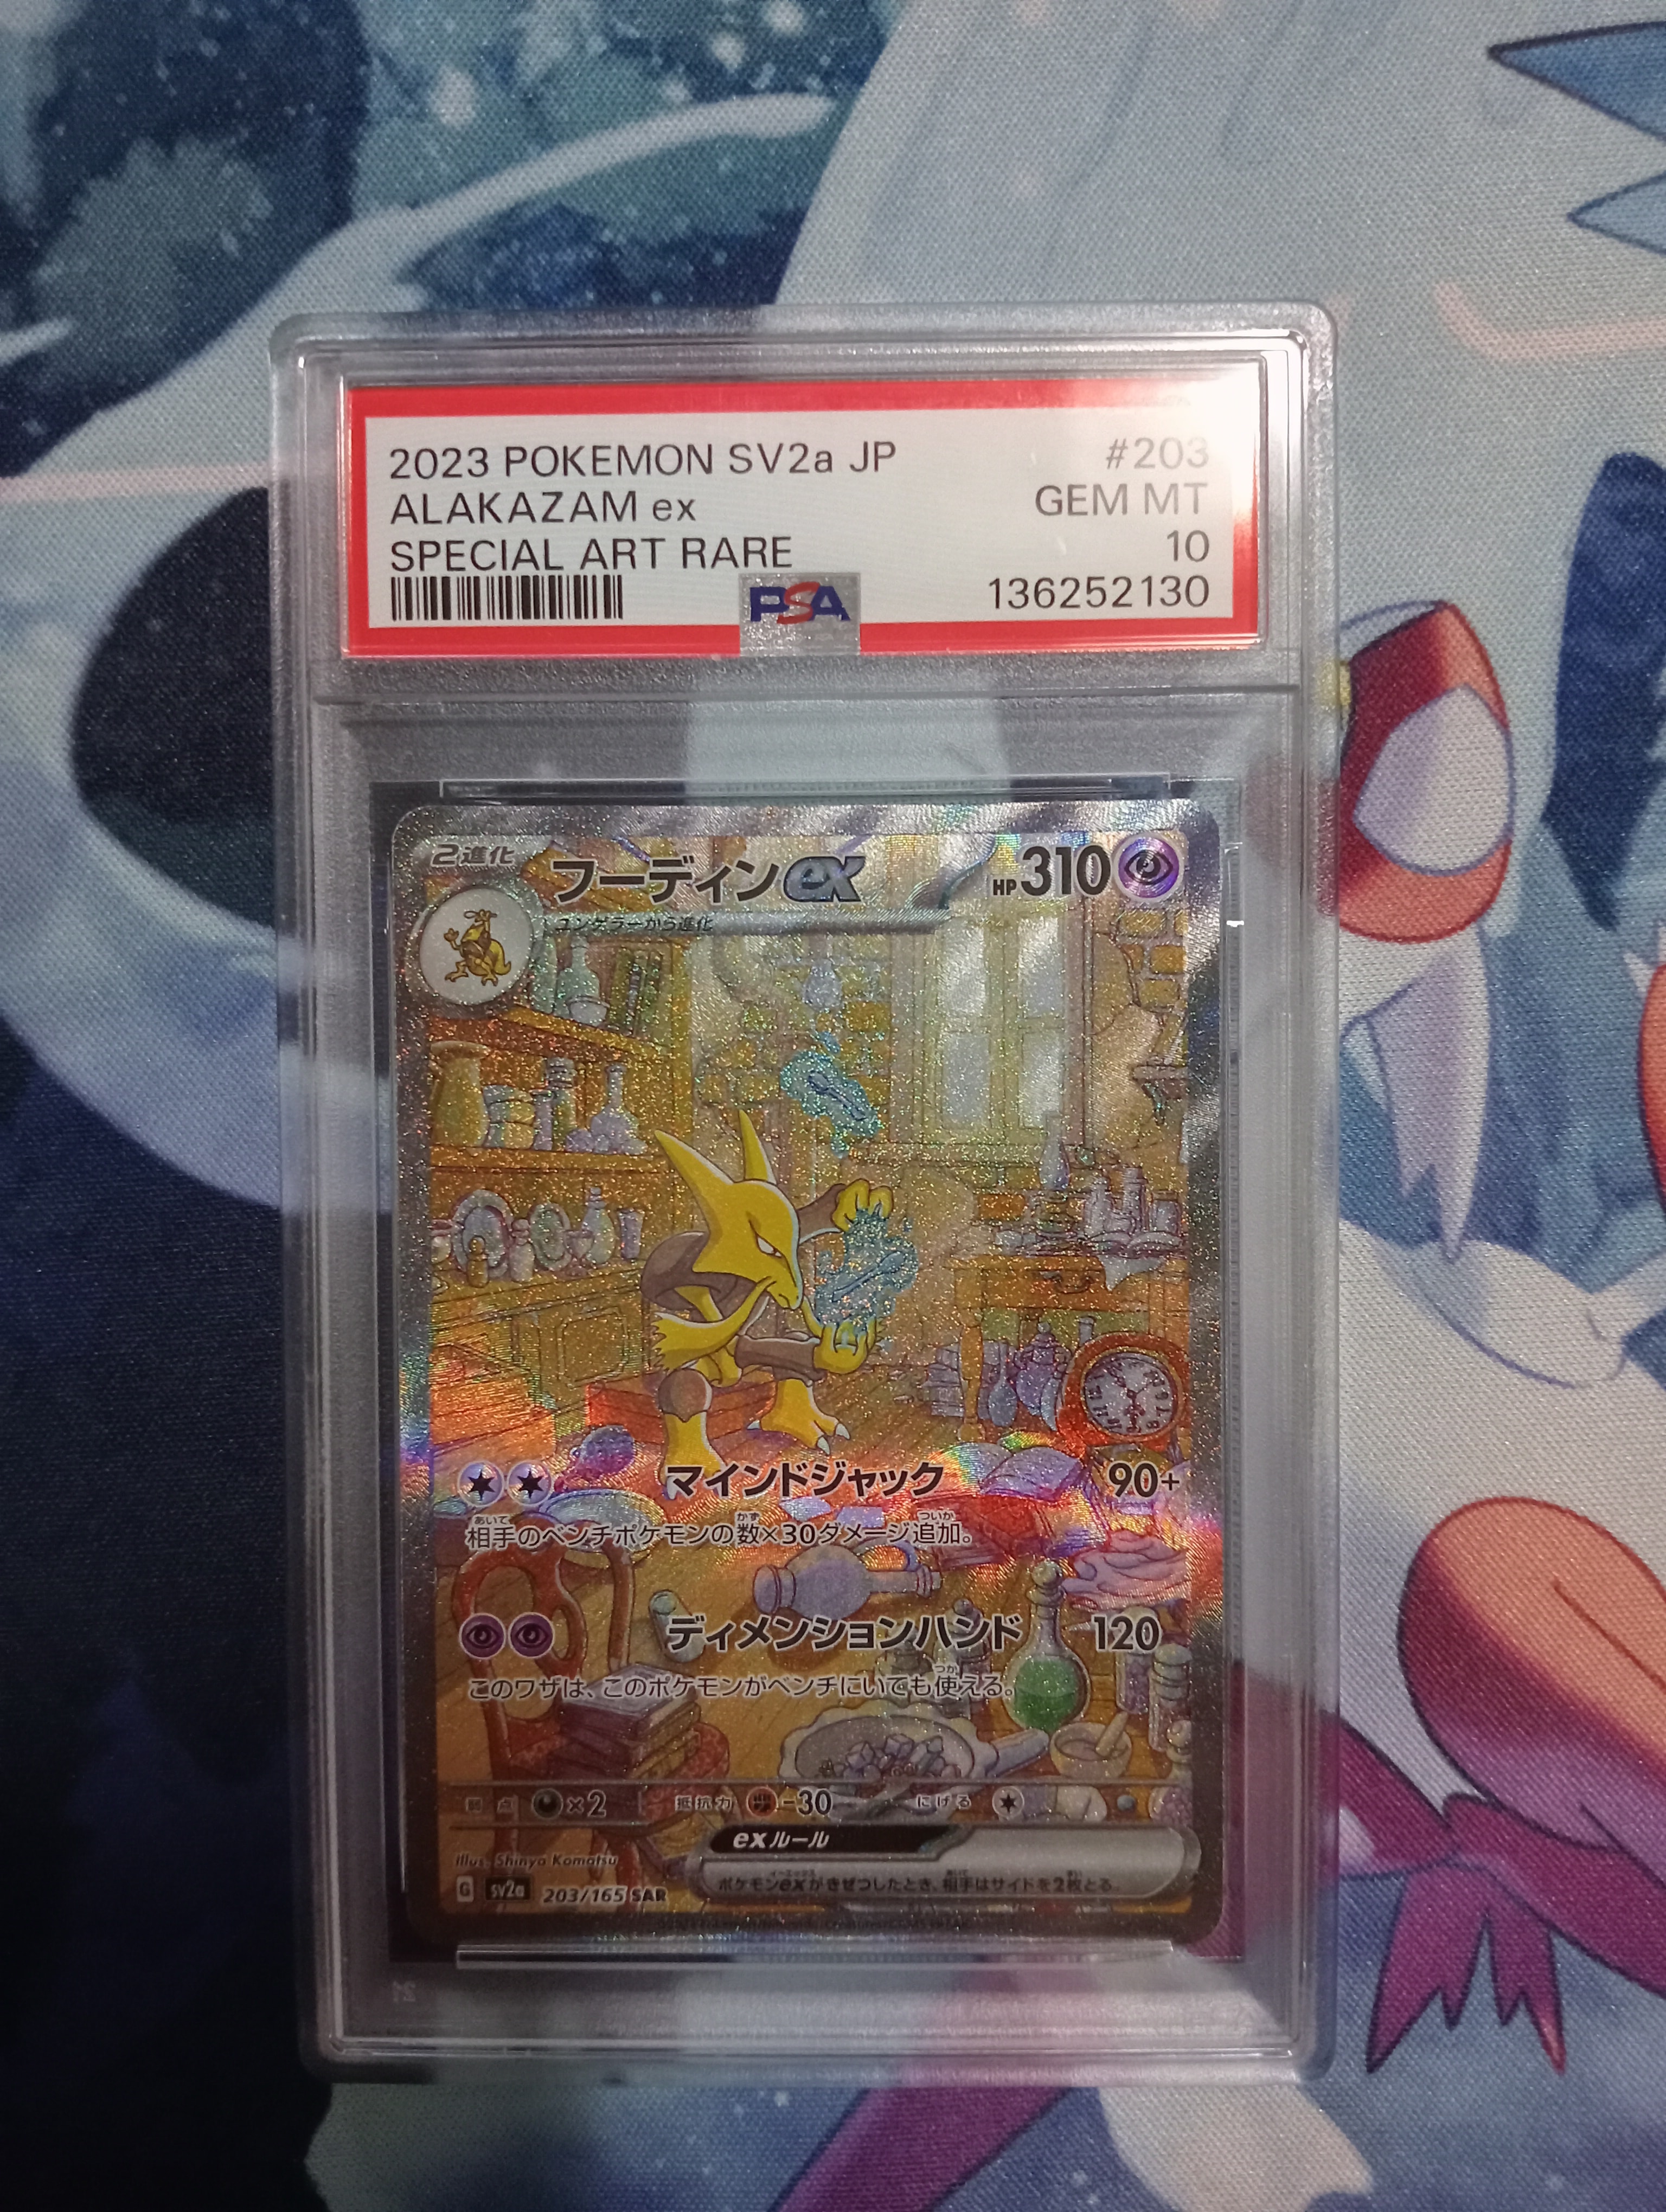 2023 POKEMON SV2a JP #203
ALAKAZAM ex GEM MT
SPECIAL ART RARE 10
PSA 136252130
2進化 フーディンex HP310
ユンゲラーから進化
マインドジャック 90+
相手のベンチポケモンの数×30ダメージ追加。
ディメンションハンド 120
このワザは、このポケモンがベンチにいても使える。
弱点 ×2 抵抗力 -30 にげる
exルール
ポケモンexがきぜつしたとき、相手はサイドを2枚とる。
Illus. Shinya Komatsu
G sv2a 203/165 SAR